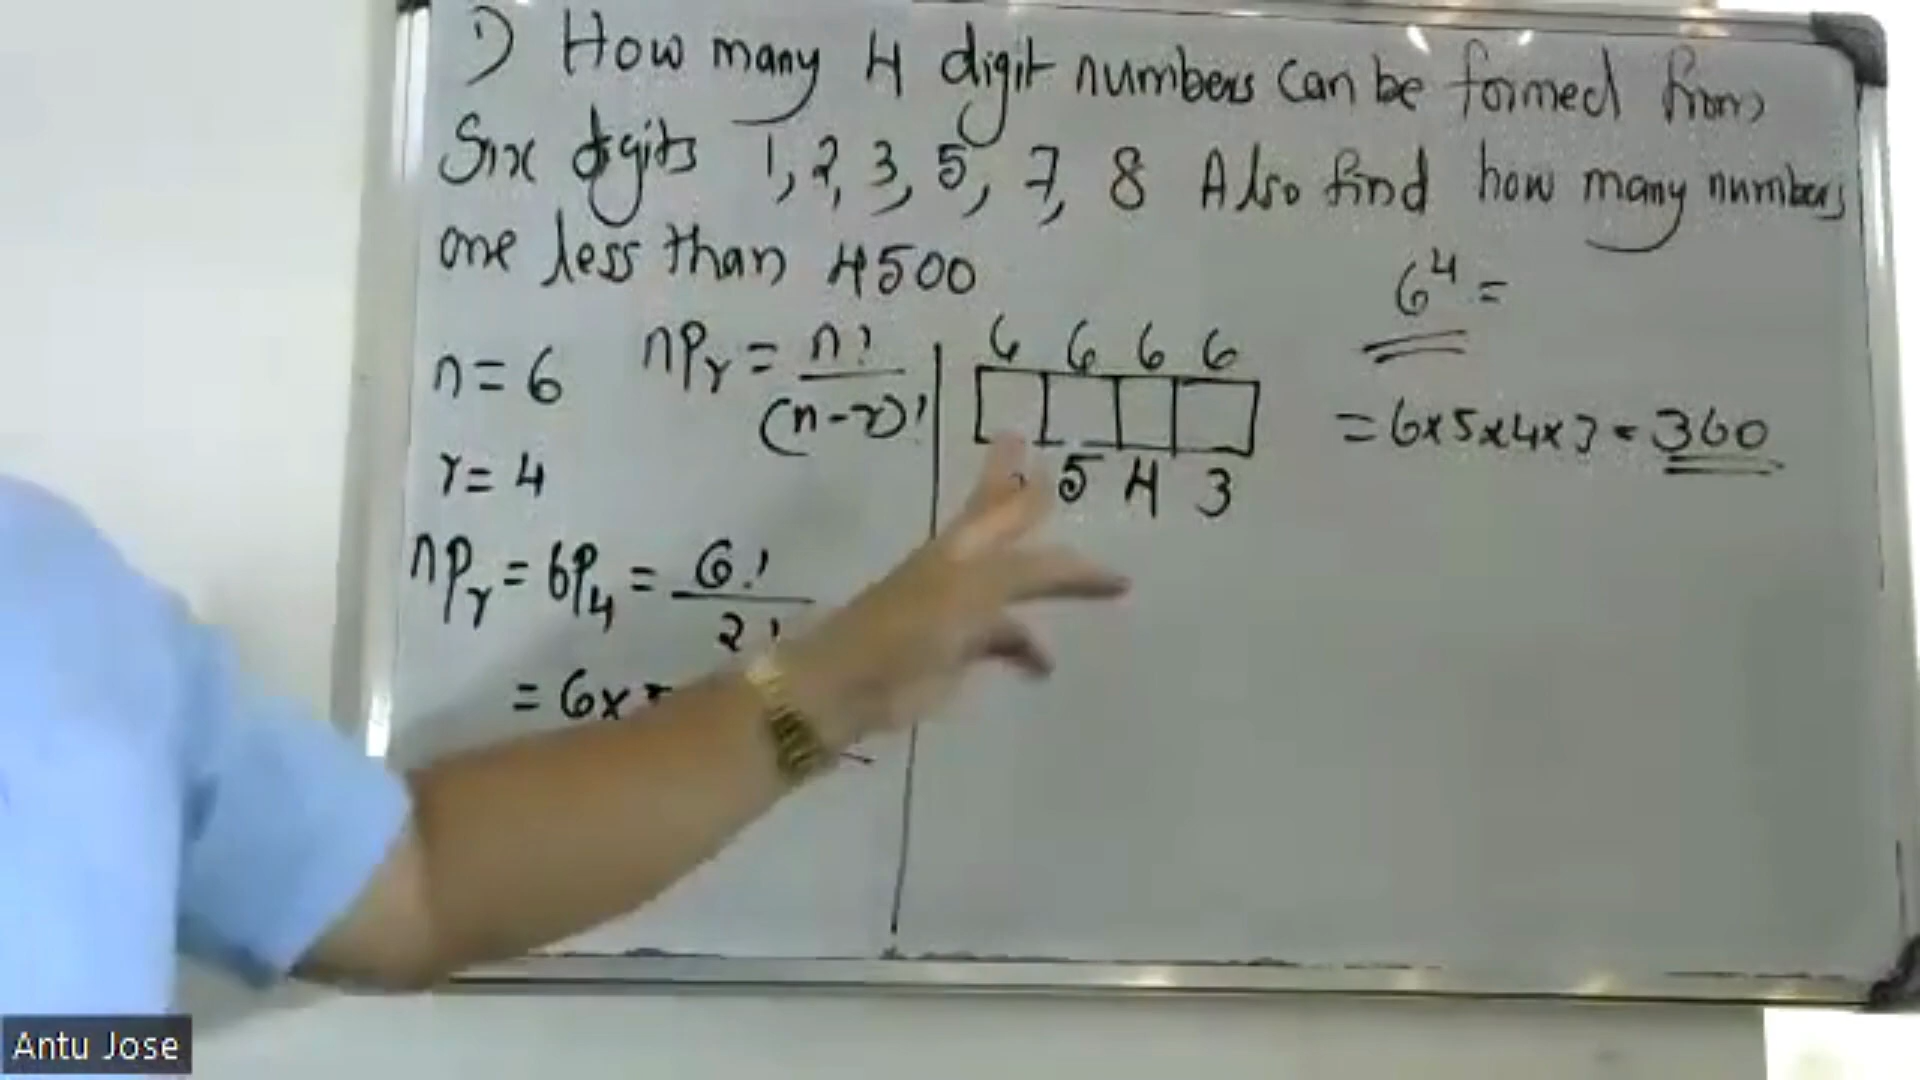 1) How many 4 digit numbers can be formed from
Six digits 1, 2, 3, 5, 7, 8 Also find how many numbers
are less than 4500
n = 6
r = 4
nPr = n! / (n-r)!
nPr = 6P4 = 6! / 2!
= 6x
6 6 6 6
5 4 3
6^4 =
= 6x5x4x3 = 360
Antu Jose